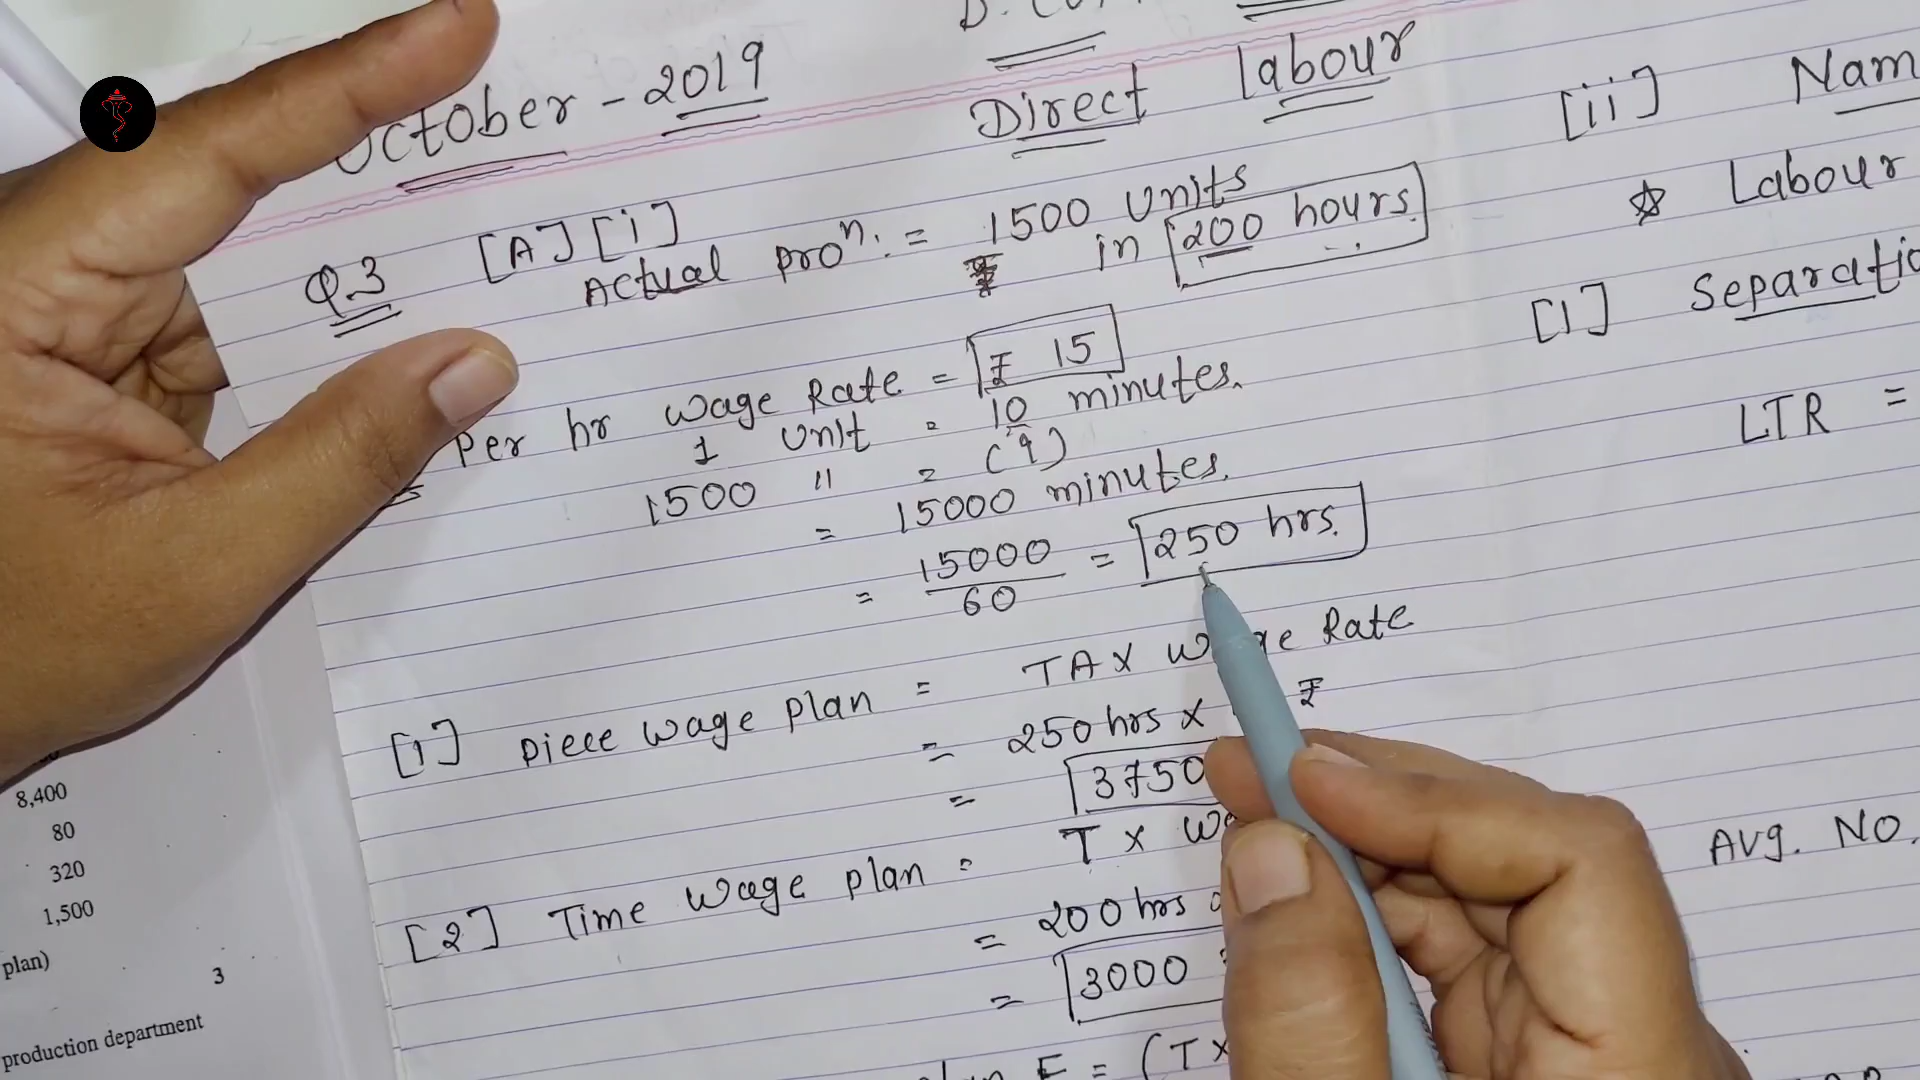 October - 2019
Direct Labour
Q.3 [A] [i]
Actual proⁿ. = 1500 units
in 200 hours.
Per hr wage Rate = ₹ 15
1 unit = 10 minutes.
1500 " = (?)
= 15000 minutes.
= 15000/60 = 250 hrs.
[1] piece wage plan = TA x Rate
= 250 hrs x ₹
= 3750
[2] Time wage plan = T x
= 200 hrs
= 3000
E = (T x
[ii]
☆ Labour
[1]
LTR =
Avg. NO.
8,400
80
320
1,500
plan)
3
production department